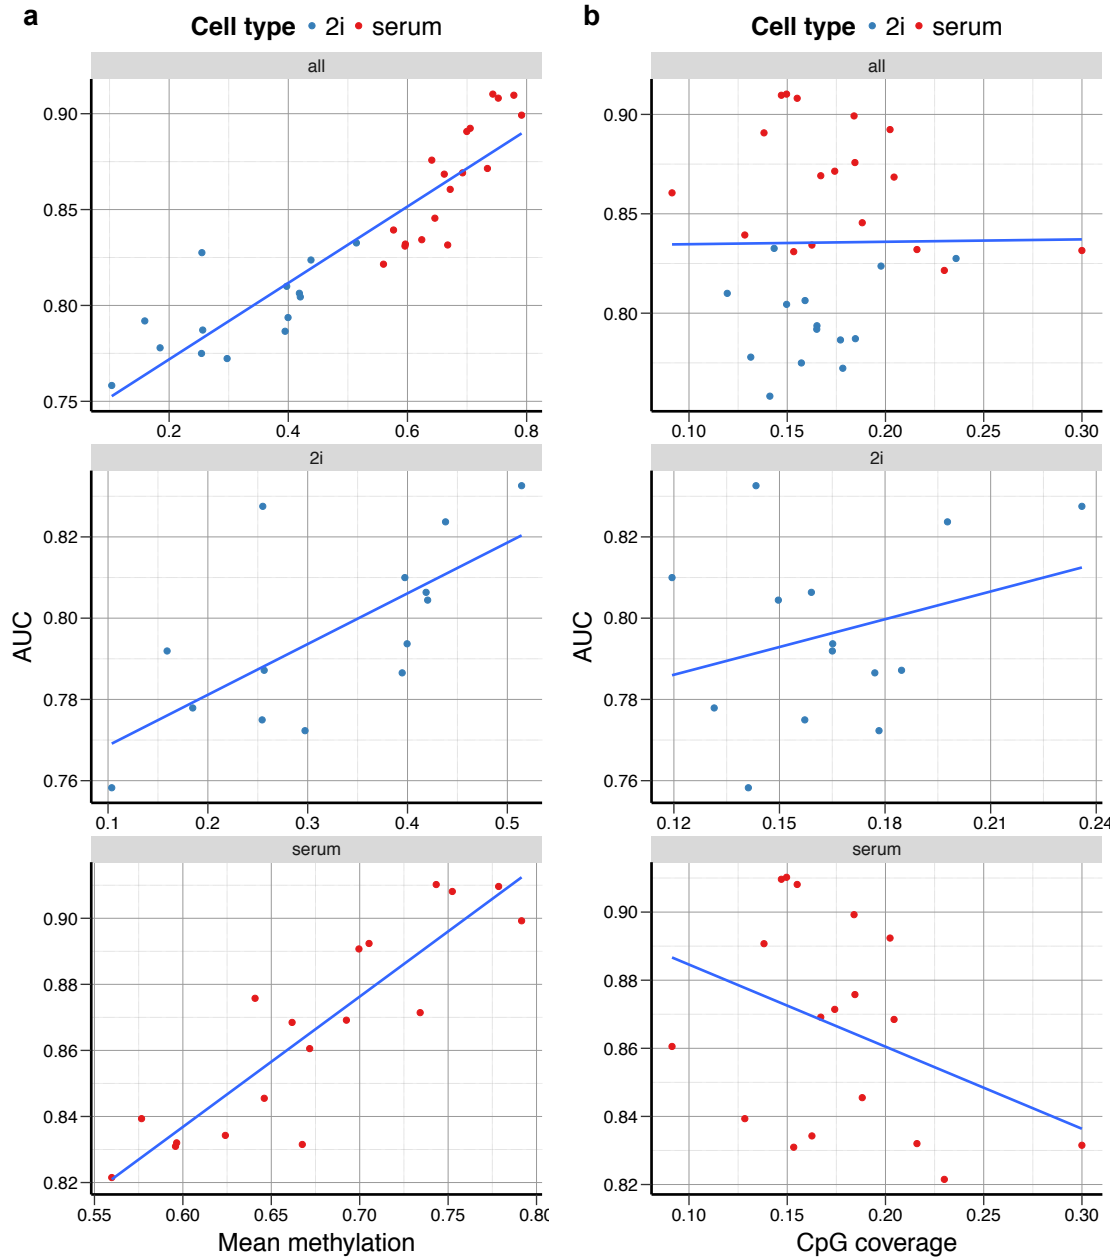 a
Cell type 2i serum
b
Cell type 2i serum
all
all
0.90
0.85
0.80
0.75
0.2 0.4 0.6 0.8
0.90
0.85
0.80
0.10 0.15 0.20 0.25 0.30
2i
2i
AUC
0.82
0.80
0.78
0.76
0.1 0.2 0.3 0.4 0.5
AUC
0.82
0.80
0.78
0.76
0.12 0.15 0.18 0.21 0.24
serum
serum
0.90
0.88
0.86
0.84
0.82
0.55 0.60 0.65 0.70 0.75 0.80
0.90
0.88
0.86
0.84
0.82
0.10 0.15 0.20 0.25 0.30
Mean methylation
CpG coverage